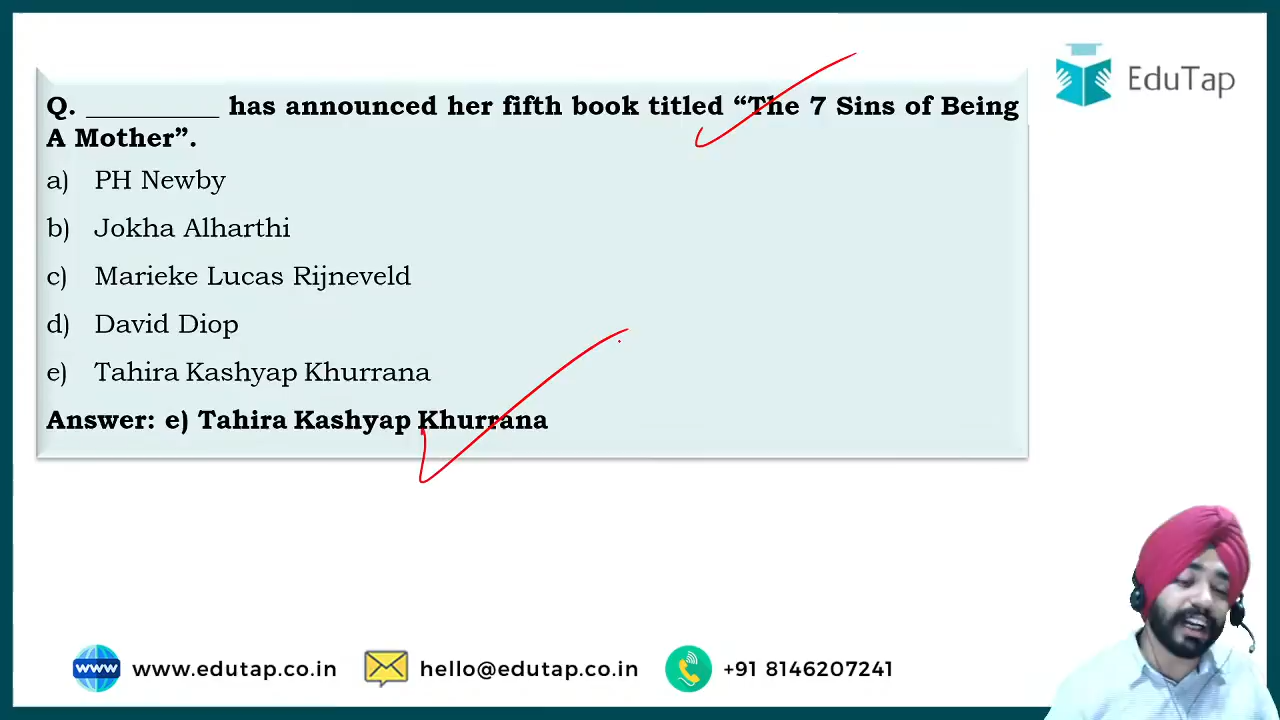 EduTap
Q. __________ has announced her fifth book titled “The 7 Sins of Being
A Mother”.
a) PH Newby
b) Jokha Alharthi
c) Marieke Lucas Rijneveld
d) David Diop
e) Tahira Kashyap Khurrana
Answer: e) Tahira Kashyap Khurrana
www www.edutap.co.in hello@edutap.co.in +91 8146207241